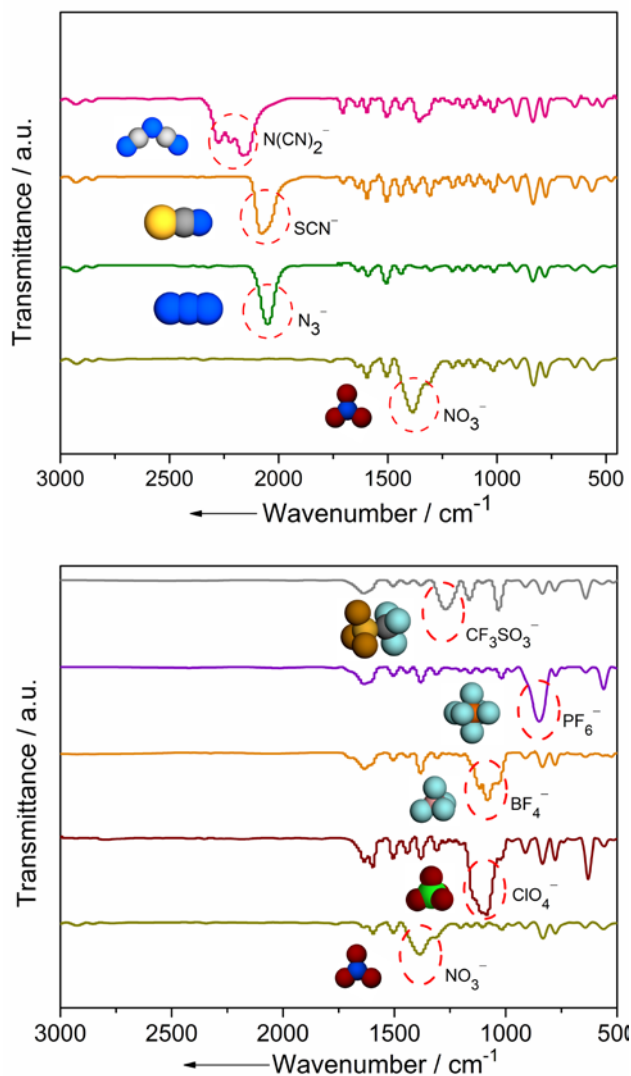 Transmittance / a.u.
N(CN)₂⁻
SCN⁻
N₃⁻
NO₃⁻
3000 2500 2000 1500 1000 500
Wavenumber / cm⁻¹
Transmittance / a.u.
CF₃SO₃⁻
PF₆⁻
BF₄⁻
ClO₄⁻
NO₃⁻
3000 2500 2000 1500 1000 500
Wavenumber / cm⁻¹